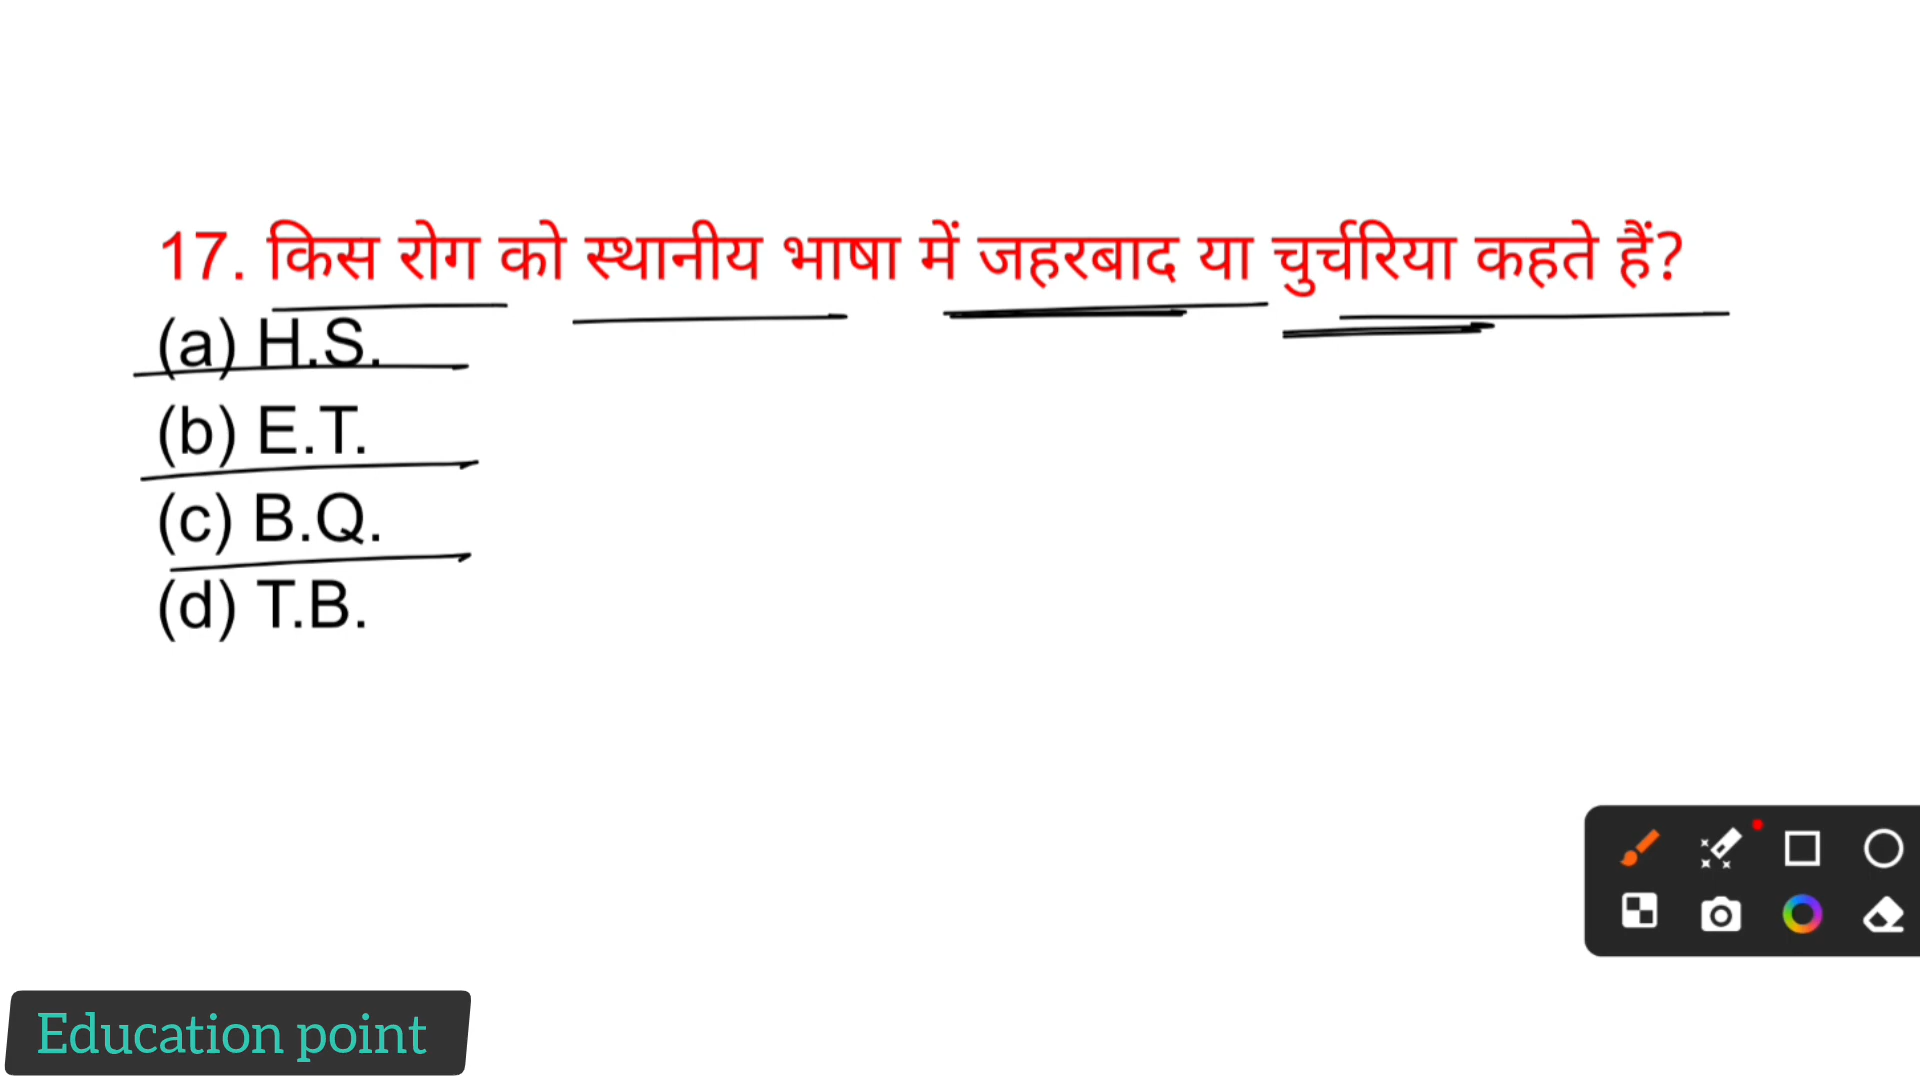 17. किस रोग को स्थानीय भाषा में जहरबाद या चुर्चरिया कहते हैं?
(a) H.S.
(b) E.T.
(c) B.Q.
(d) T.B.
Education point